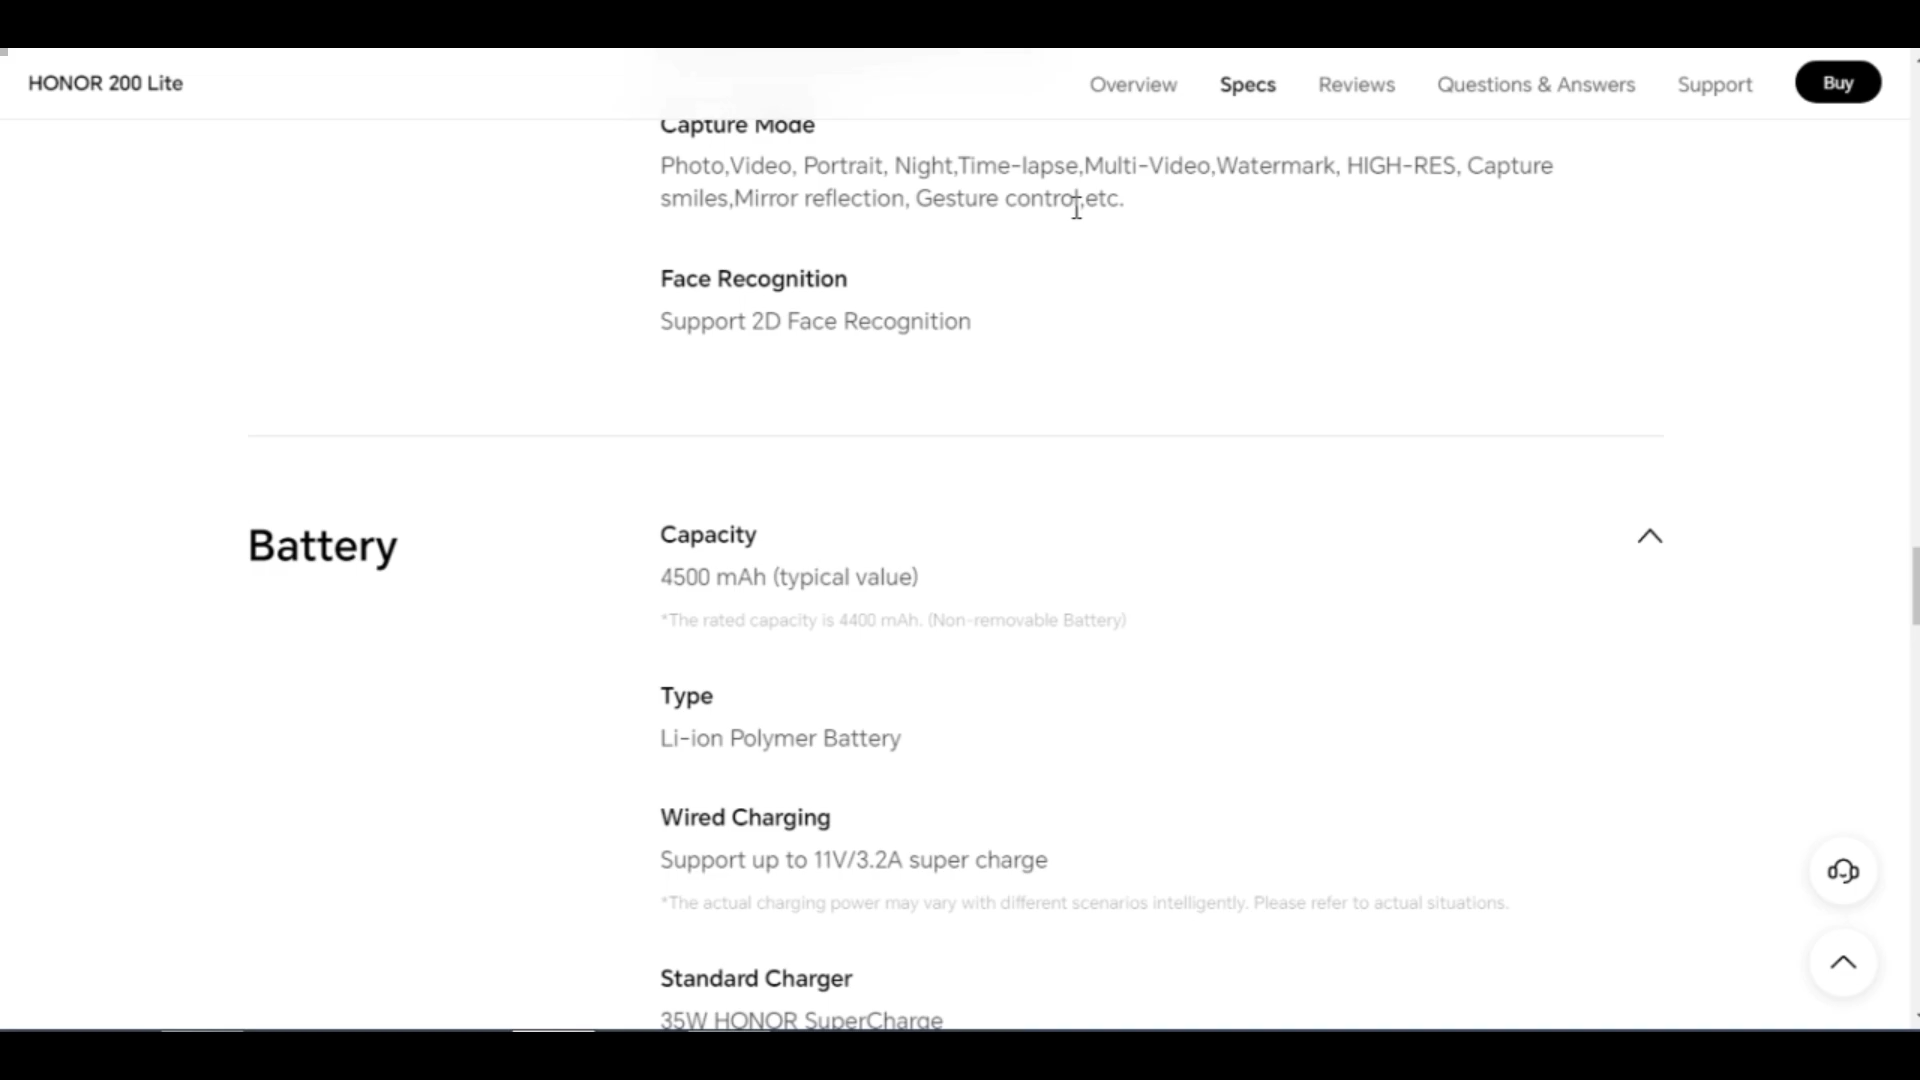 HONOR 200 Lite
Overview
Specs
Reviews
Questions & Answers
Support
Buy
Capture Mode
Photo,Video, Portrait, Night,Time-lapse,Multi-Video,Watermark, HIGH-RES, Capture
smiles,Mirror reflection, Gesture control,etc.
Face Recognition
Support 2D Face Recognition
Battery
Capacity
4500 mAh (typical value)
*The rated capacity is 4400 mAh. (Non-removable Battery)
Type
Li-ion Polymer Battery
Wired Charging
Support up to 11V/3.2A super charge
*The actual charging power may vary with different scenarios intelligently. Please refer to actual situations.
Standard Charger
35W HONOR SuperCharge